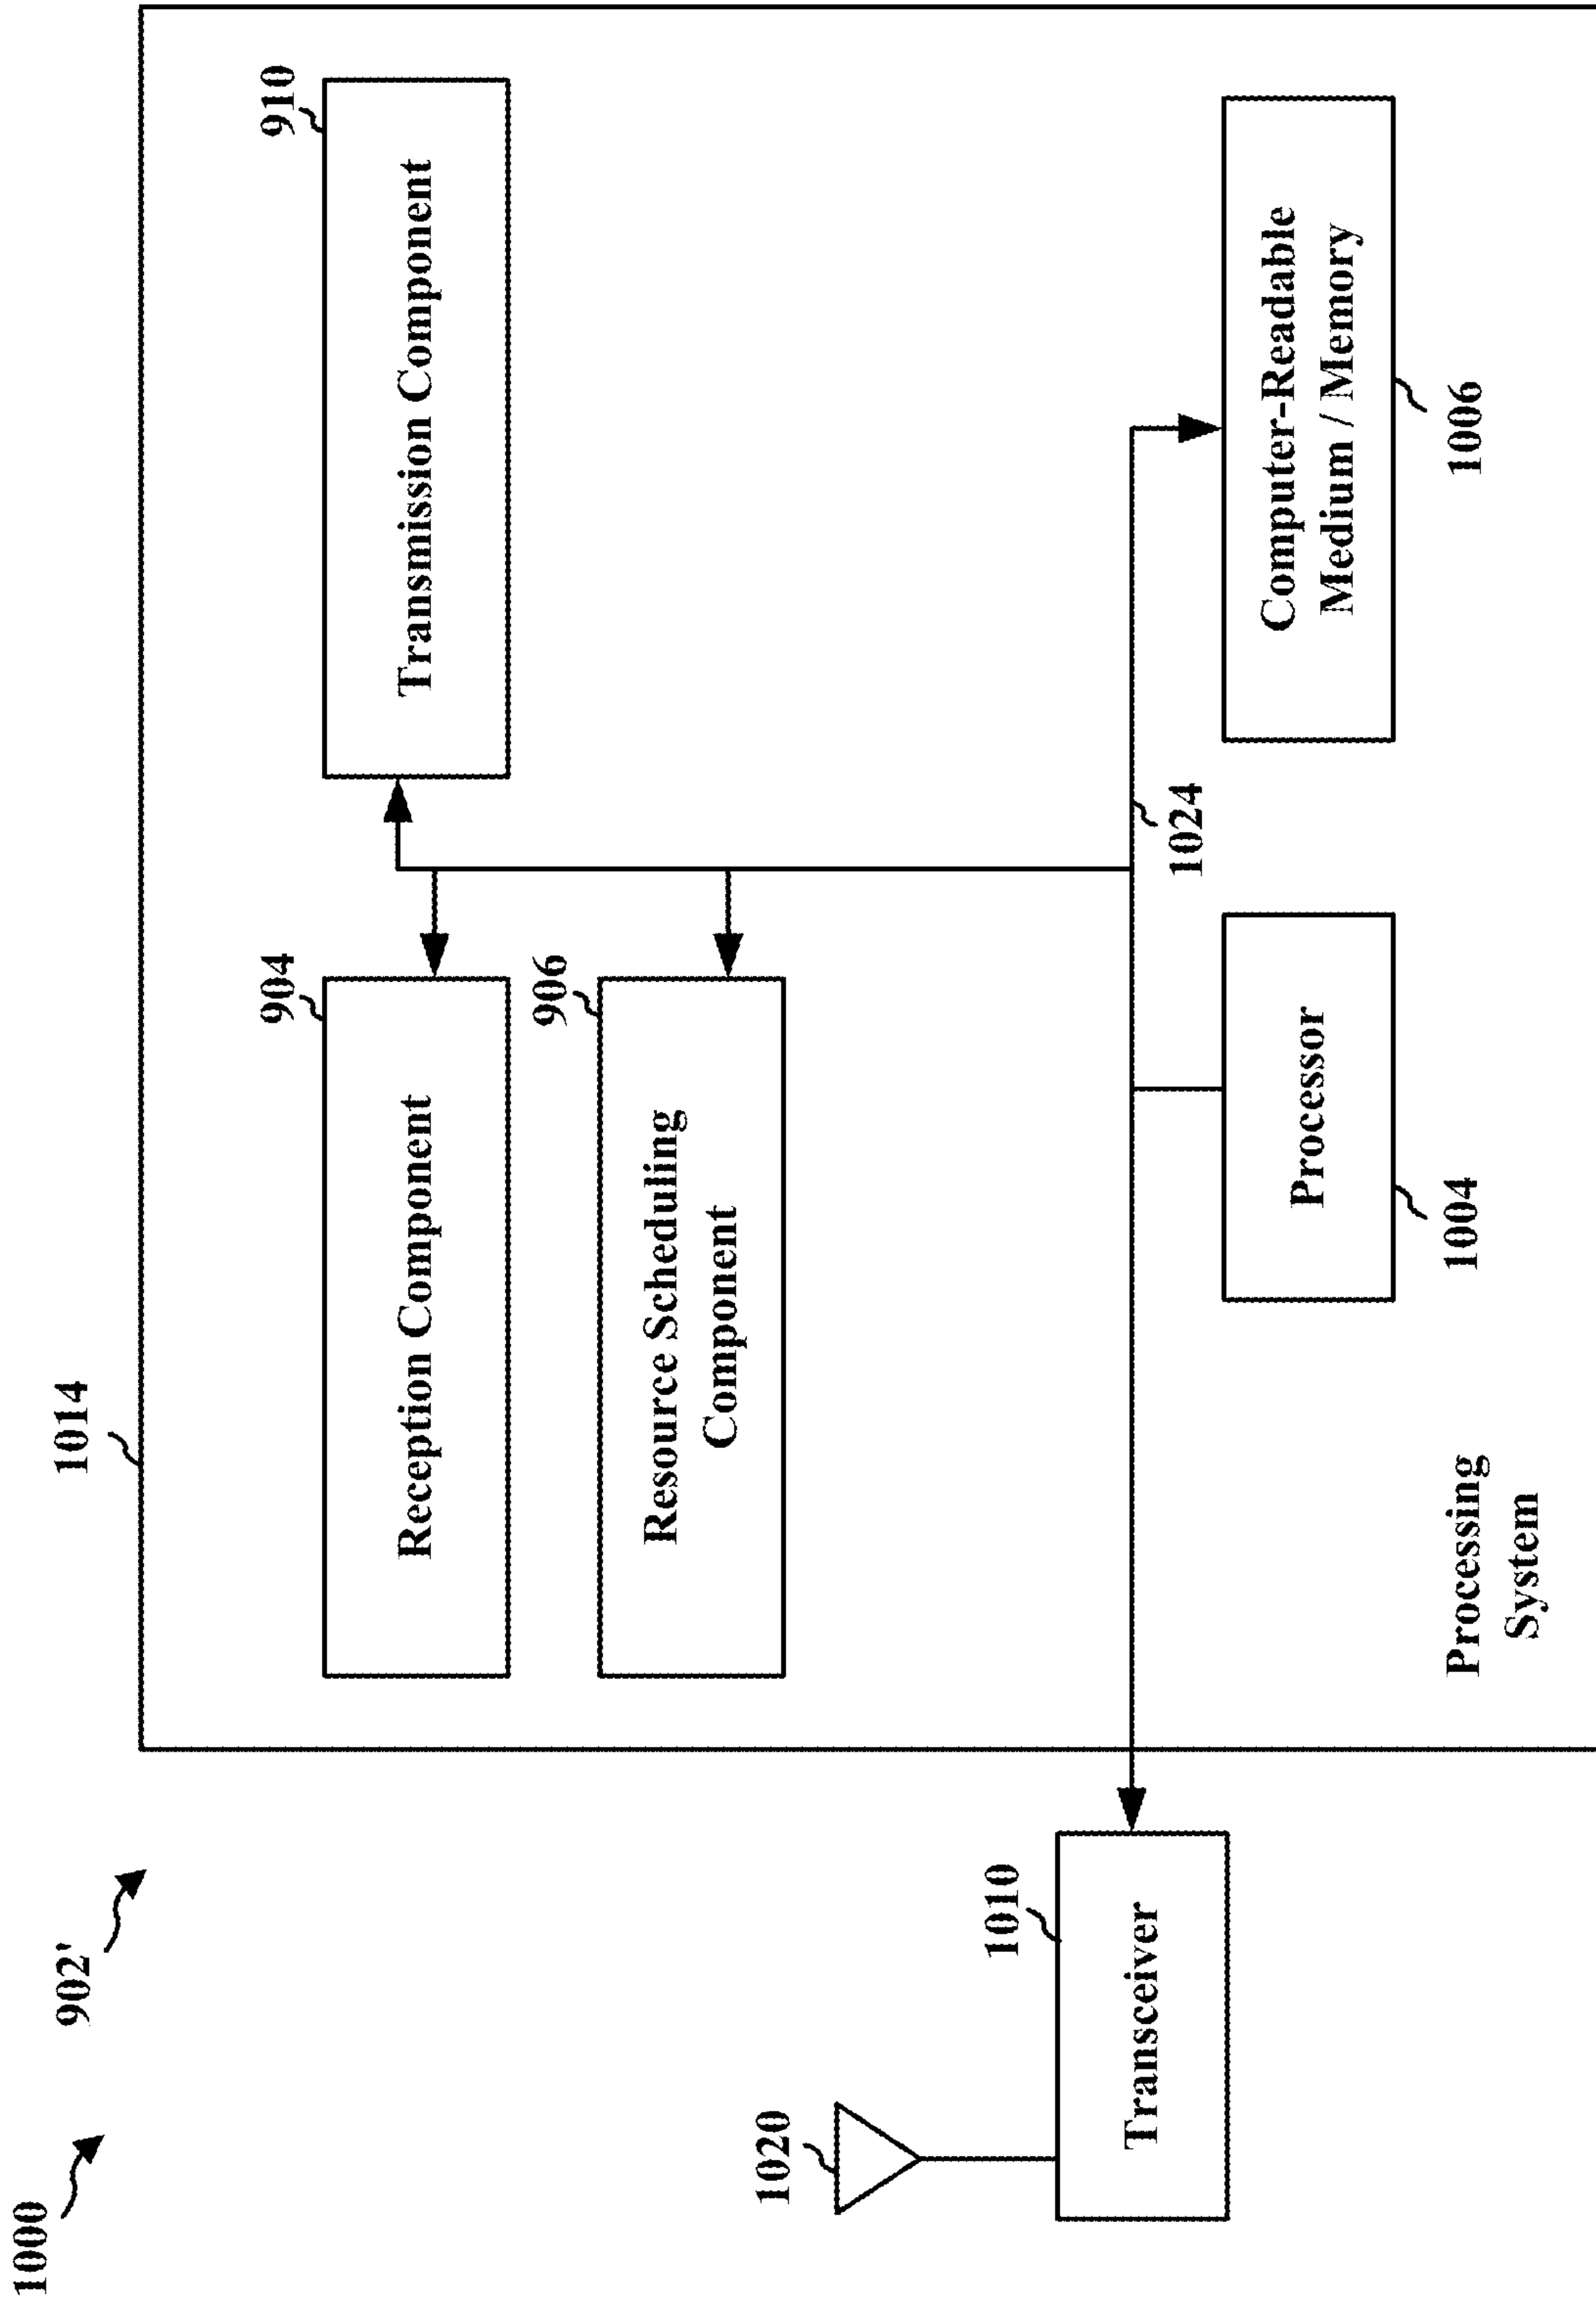 1000
902'
1014
904
Reception Component
910
Transmission Component
906
Resource Scheduling
Component
1020
1010
Transceiver
1024
Processor
1004
Computer-Readable
Medium / Memory
1006
Processing
System